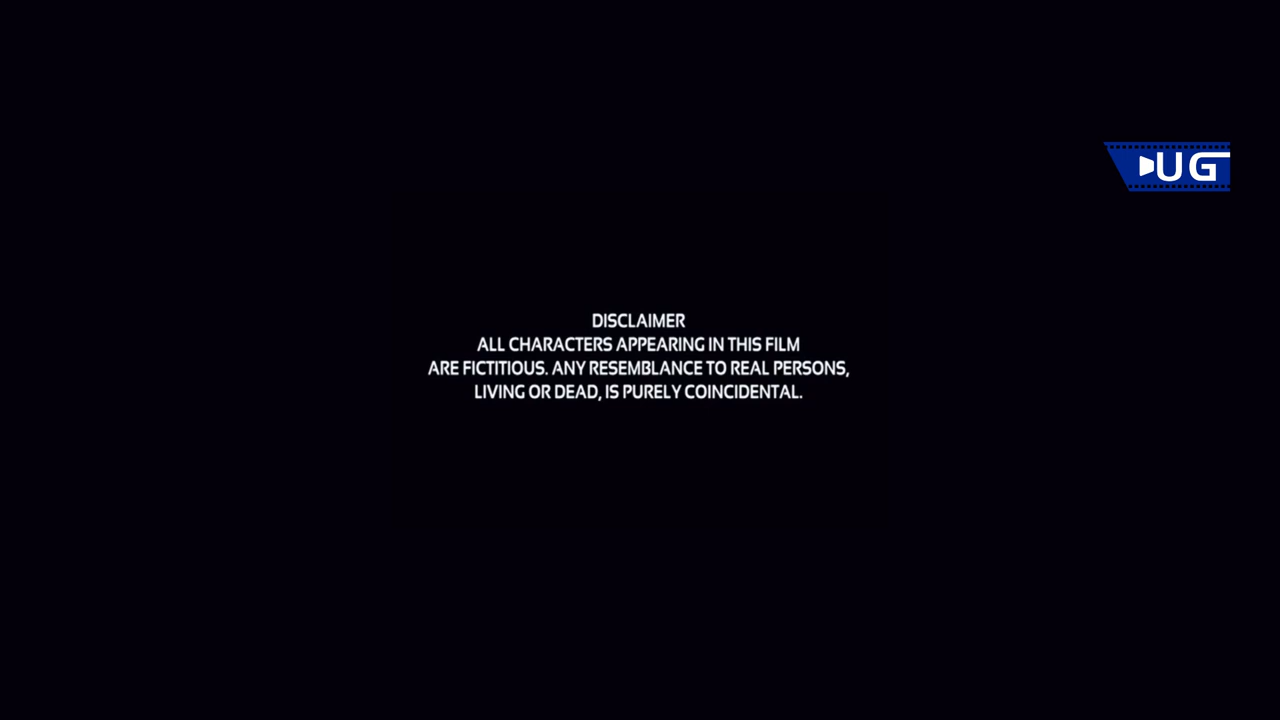 UG
DISCLAIMER
ALL CHARACTERS APPEARING IN THIS FILM
ARE FICTITIOUS. ANY RESEMBLANCE TO REAL PERSONS,
LIVING OR DEAD, IS PURELY COINCIDENTAL.